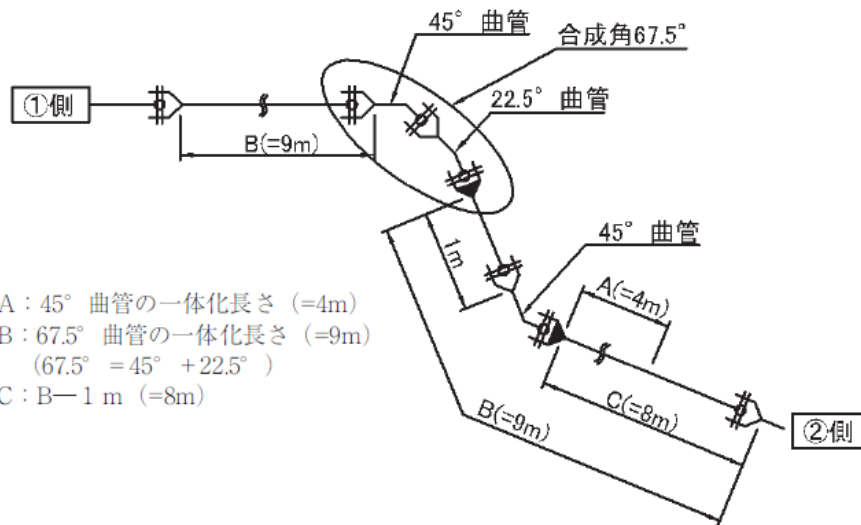 45° 曲管
合成角67.5°
①側
22.5° 曲管
B(=9m)
45° 曲管
1m
A(=4m)
A：45° 曲管の一体化長さ（=4m）
B：67.5° 曲管の一体化長さ（=9m）
（67.5° =45° +22.5° ）
C：B―1 m（=8m）
C(=8m)
B(=9m)
②側